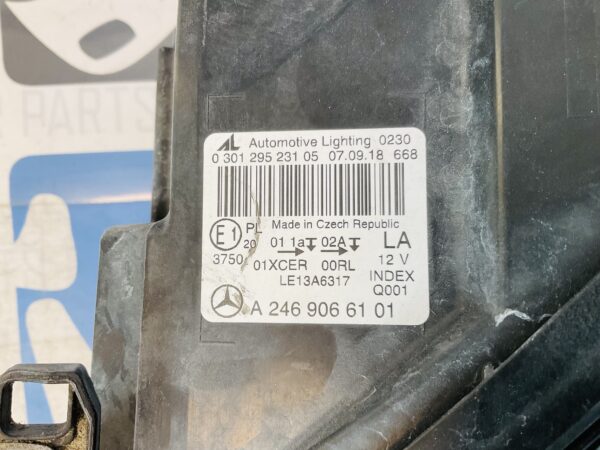 PARTS
AL Automotive Lighting 0230
0 301 295 231 05 07.09.18 668
Made in Czech Republic
E1 PL 01 1a 02A LA
20 12 V
3750 01XCER 00RL INDEX
LE13A6317 Q001
A 246 906 61 01